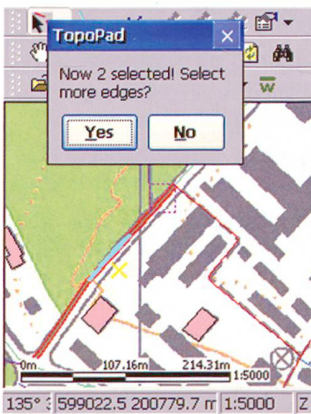 TopoPad
Now 2 selected! Select
more edges?
Yes No
0m 107.16m 214.31m
1:5000
135° 599022.5 200779.7 1:5000 Z